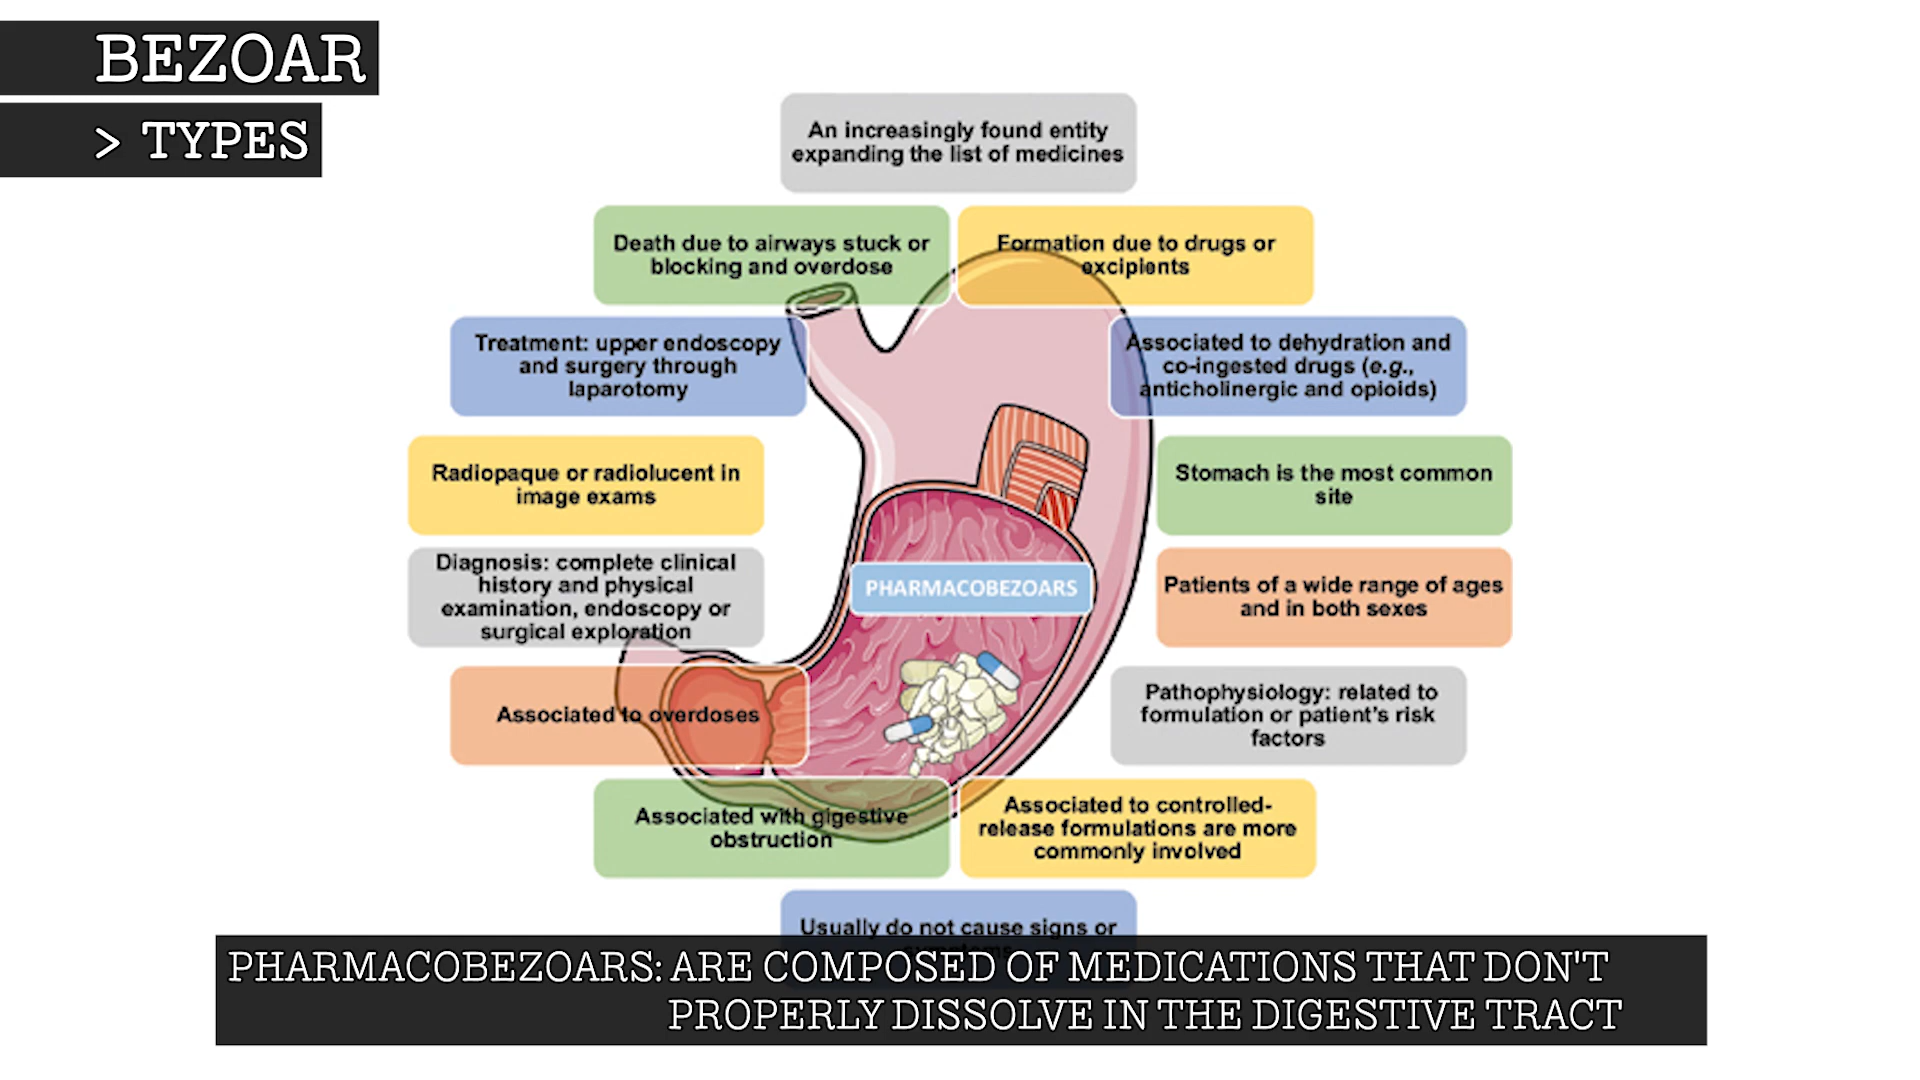 BEZOAR
> TYPES
An increasingly found entity
expanding the list of medicines
Death due to airways stuck or
blocking and overdose
Formation due to drugs or
excipients
Treatment: upper endoscopy
and surgery through
laparotomy
Associated to dehydration and
co-ingested drugs (e.g.,
anticholinergic and opioids)
Radiopaque or radiolucent in
image exams
Stomach is the most common
site
Diagnosis: complete clinical
history and physical
examination, endoscopy or
surgical exploration
PHARMACOBEZOARS
Patients of a wide range of ages
and in both sexes
Associated to overdoses
Pathophysiology: related to
formulation or patient's risk
factors
Associated with gigestive
obstruction
Associated to controlled-
release formulations are more
commonly involved
Usually do not cause signs or
symptoms
PHARMACOBEZOARS: ARE COMPOSED OF MEDICATIONS THAT DON'T
PROPERLY DISSOLVE IN THE DIGESTIVE TRACT